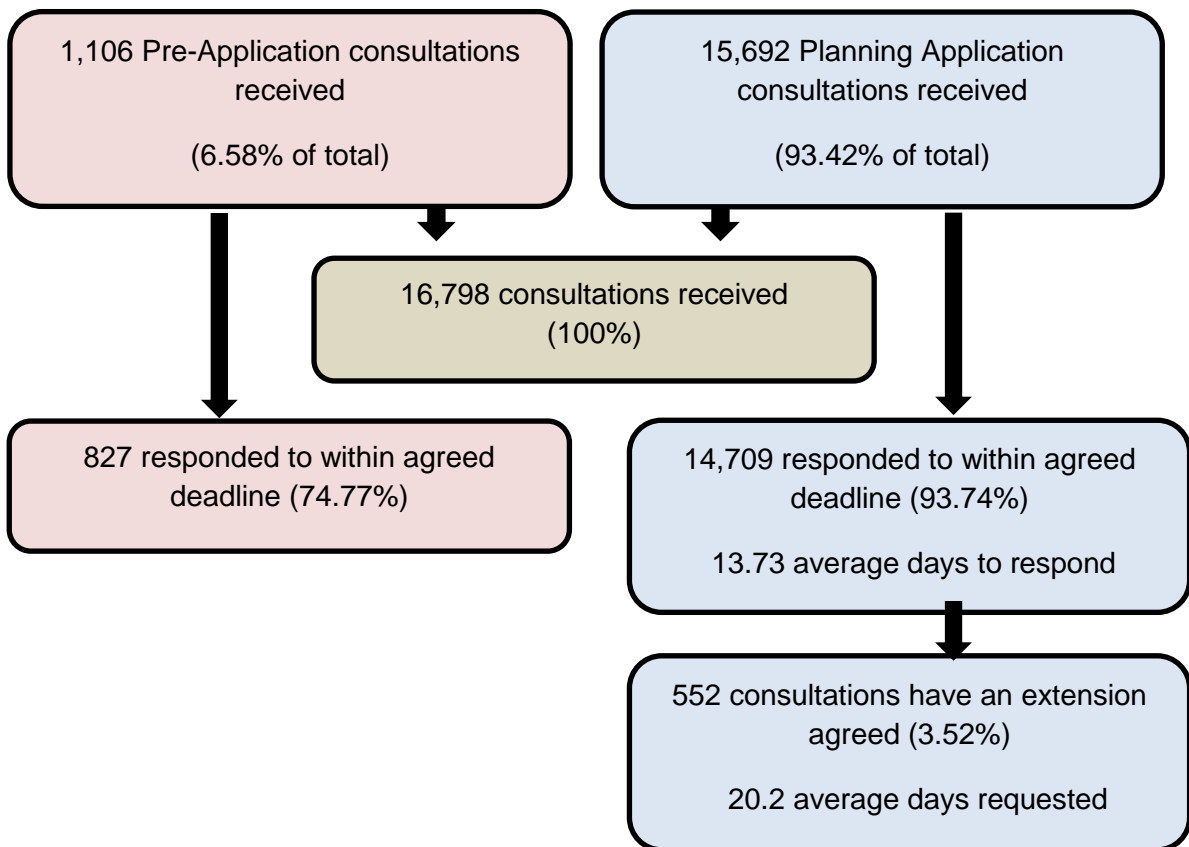 1,106 Pre-Application consultations
received
(6.58% of total)
15,692 Planning Application
consultations received
(93.42% of total)
16,798 consultations received
(100%)
827 responded to within agreed
deadline (74.77%)
14,709 responded to within agreed
deadline (93.74%)
13.73 average days to respond
552 consultations have an extension
agreed (3.52%)
20.2 average days requested